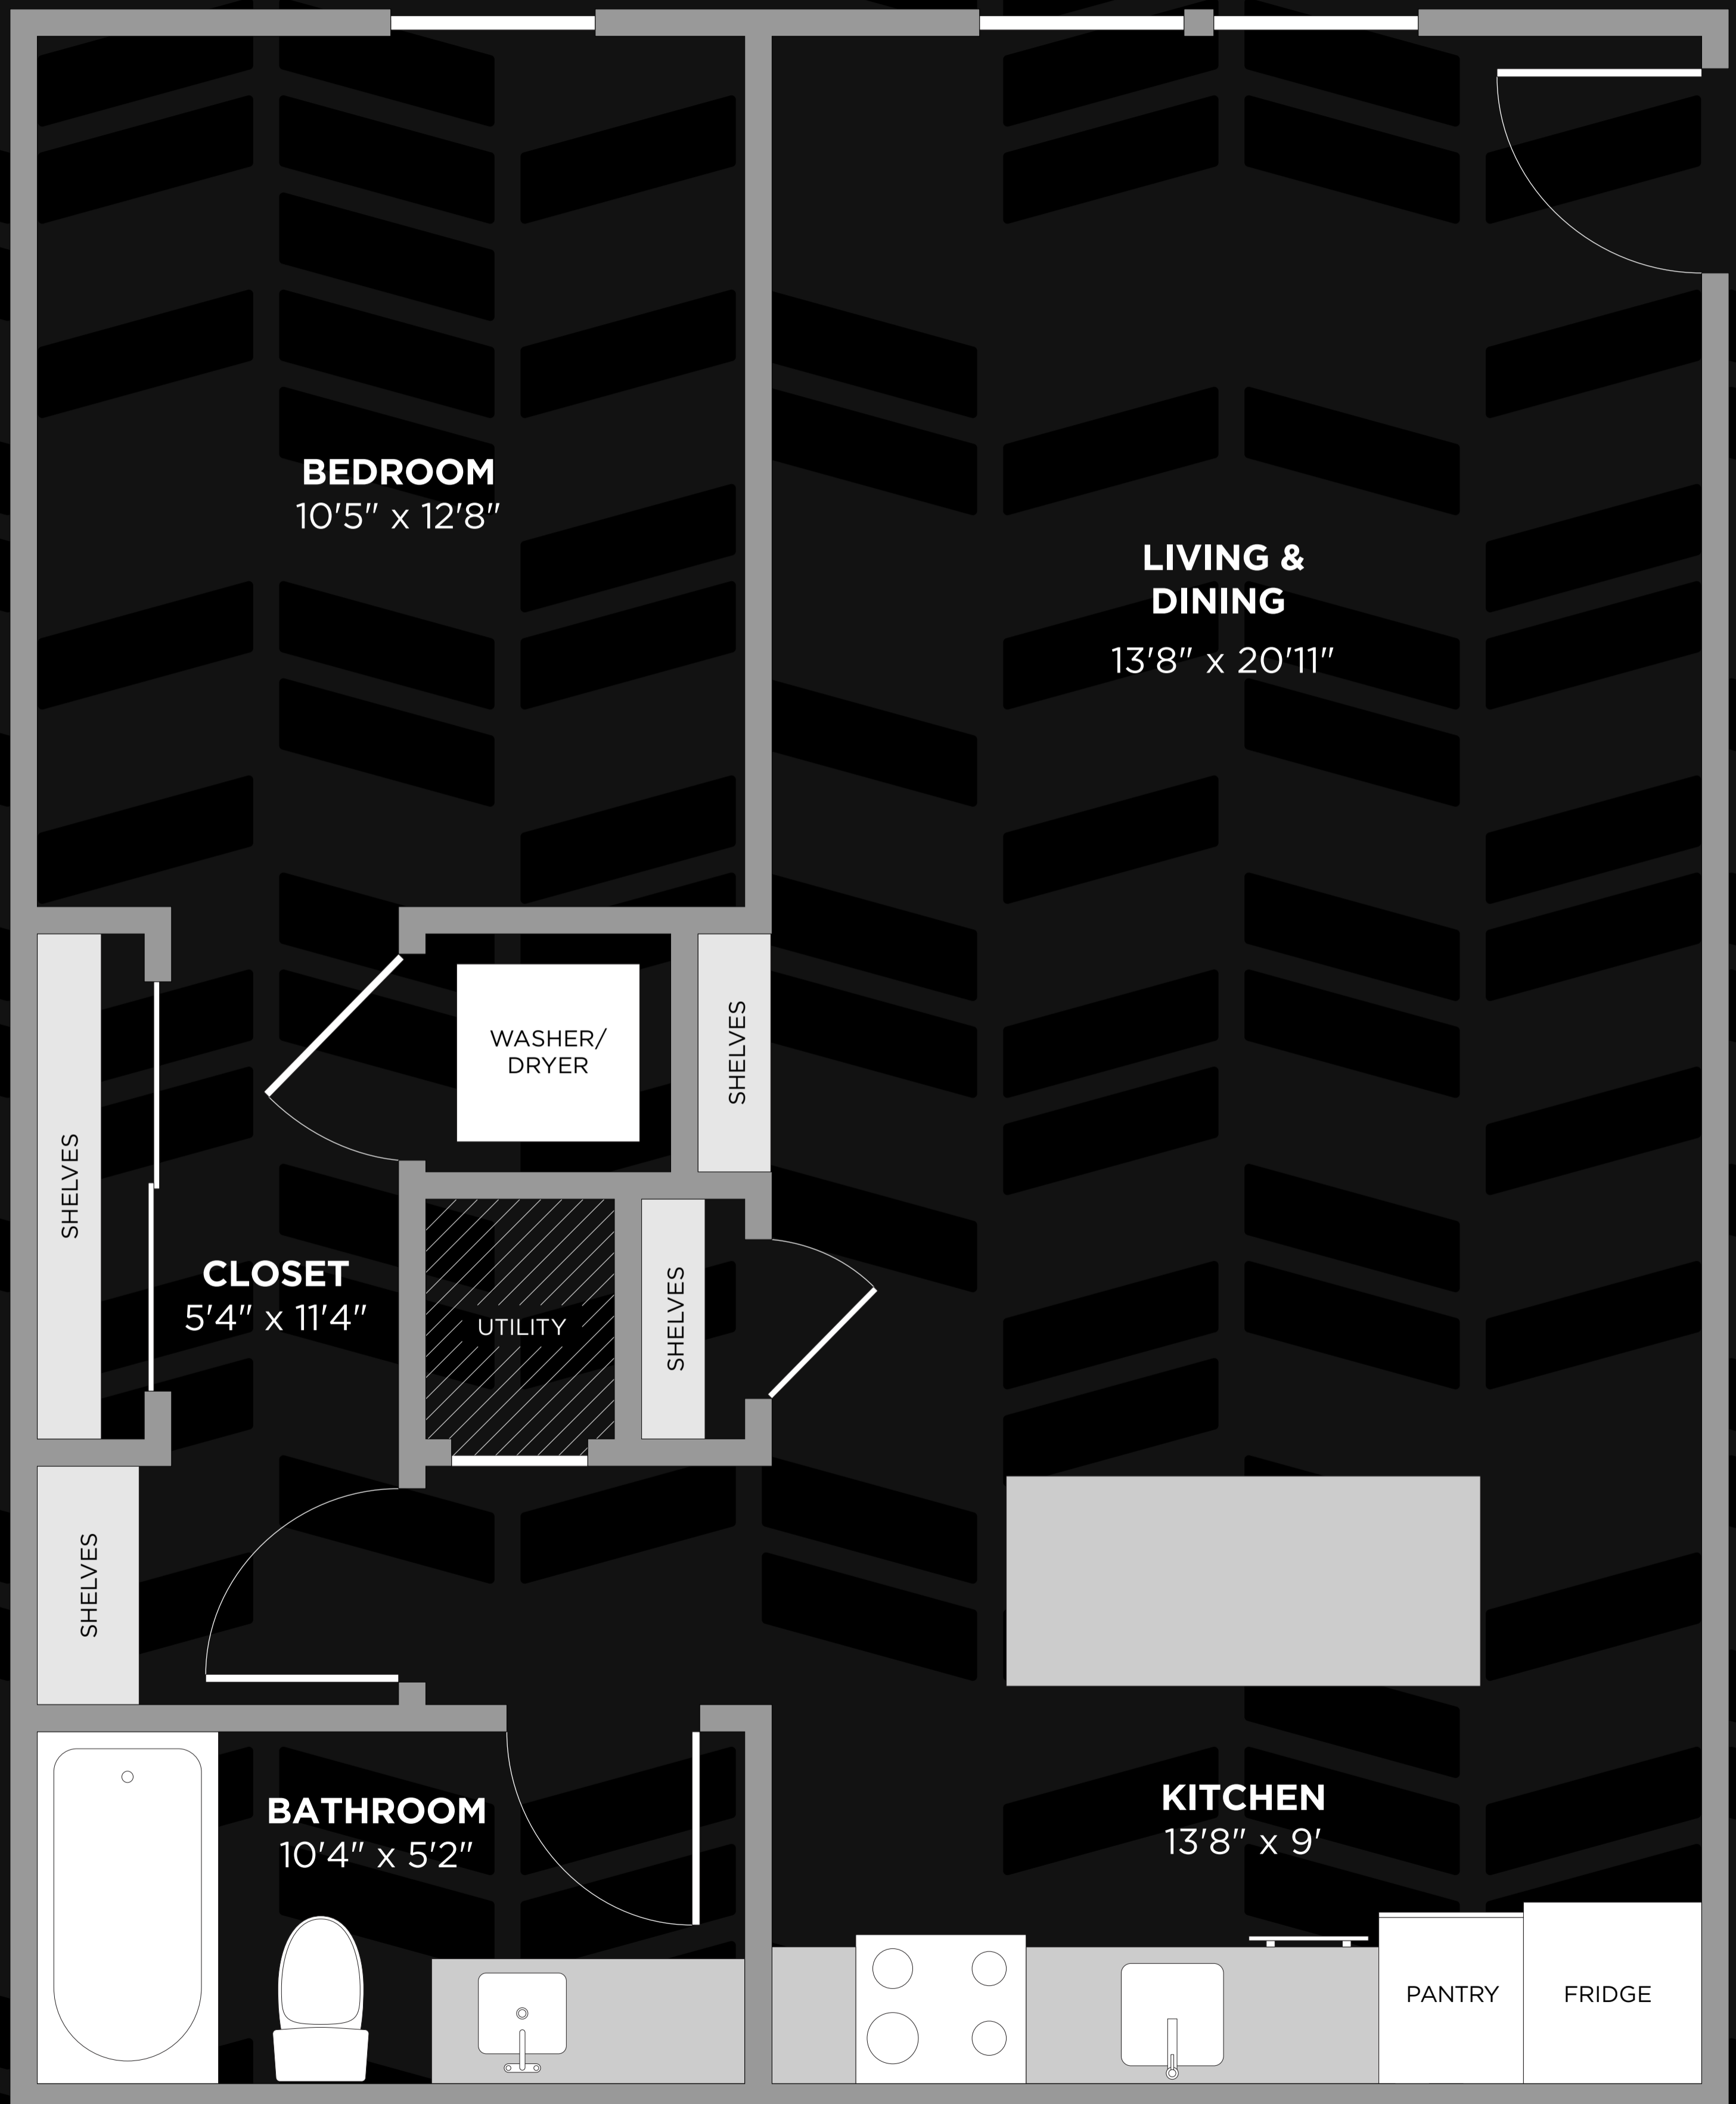 BEDROOM
10'5" x 12'8"
LIVING &
DINING
13'8" x 20'11"
WASHER/
DRYER
SHELVES
SHELVES
CLOSET
5'4" x 11'4"
UTILITY
SHELVES
SHELVES
BATHROOM
10'4" x 5'2"
KITCHEN
13'8" x 9'
PANTRY
FRIDGE